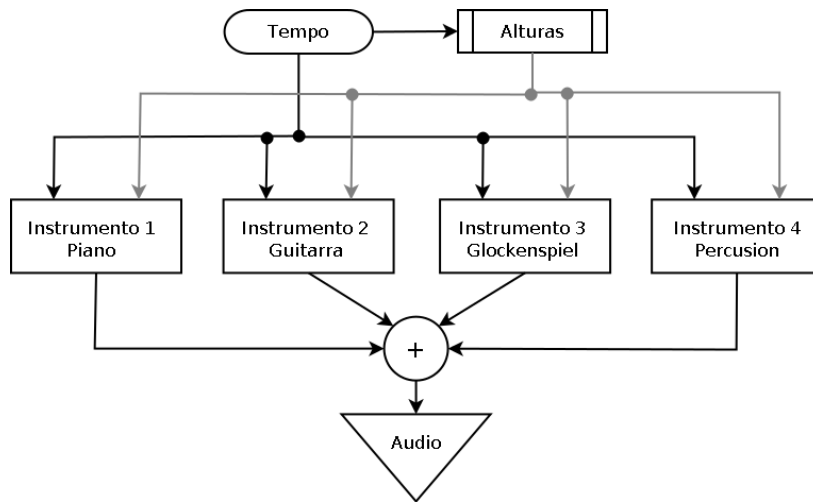 Tempo
Alturas
Instrumento 1
Piano
Instrumento 2
Guitarra
Instrumento 3
Glockenspiel
Instrumento 4
Percusion
+
Audio